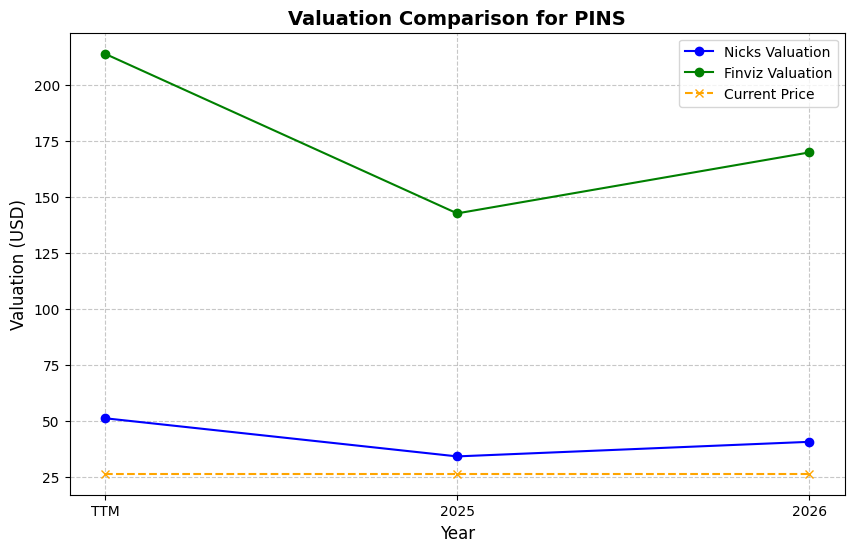 Valuation Comparison for PINS
Nicks Valuation
Finviz Valuation
Current Price
Valuation (USD)
200
175
150
125
100
75
50
25
TTM
2025
2026
Year